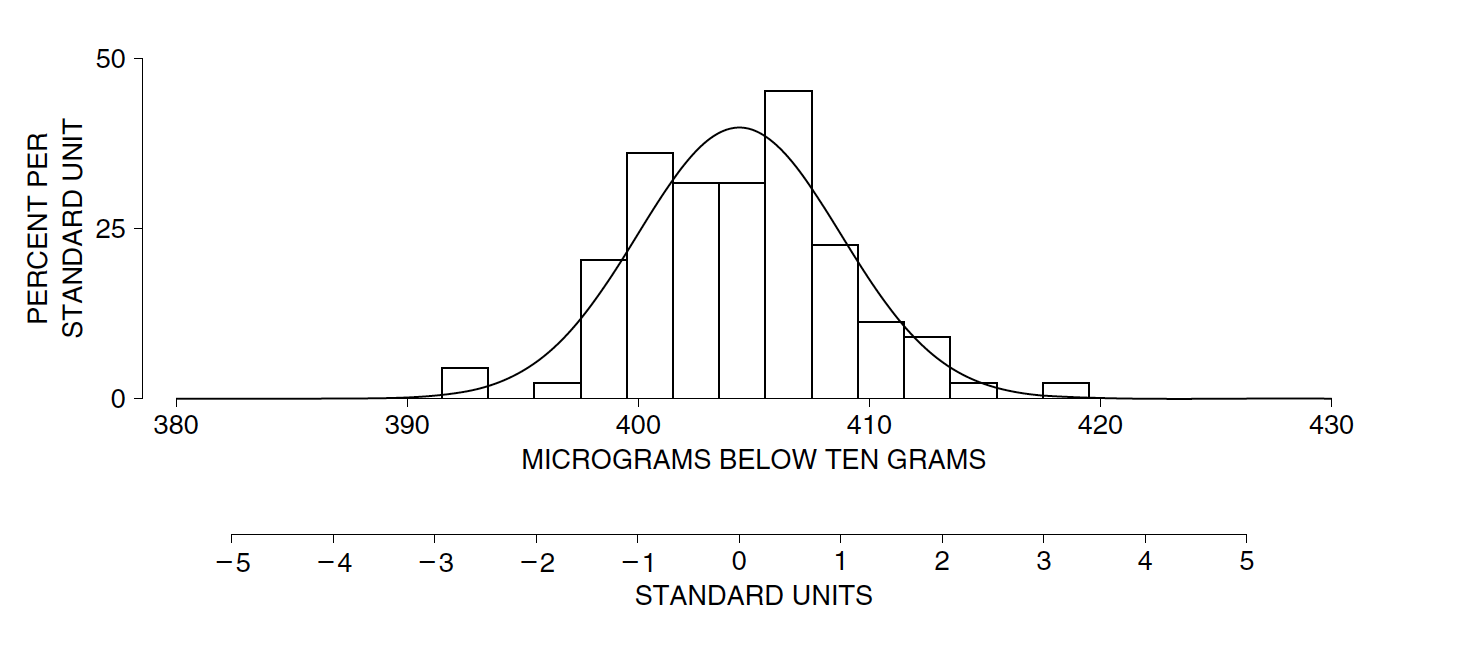 PERCENT PER
STANDARD UNIT
50
25
0
380 390 400 410 420 430
MICROGRAMS BELOW TEN GRAMS
−5 −4 −3 −2 −1 0 1 2 3 4 5
STANDARD UNITS